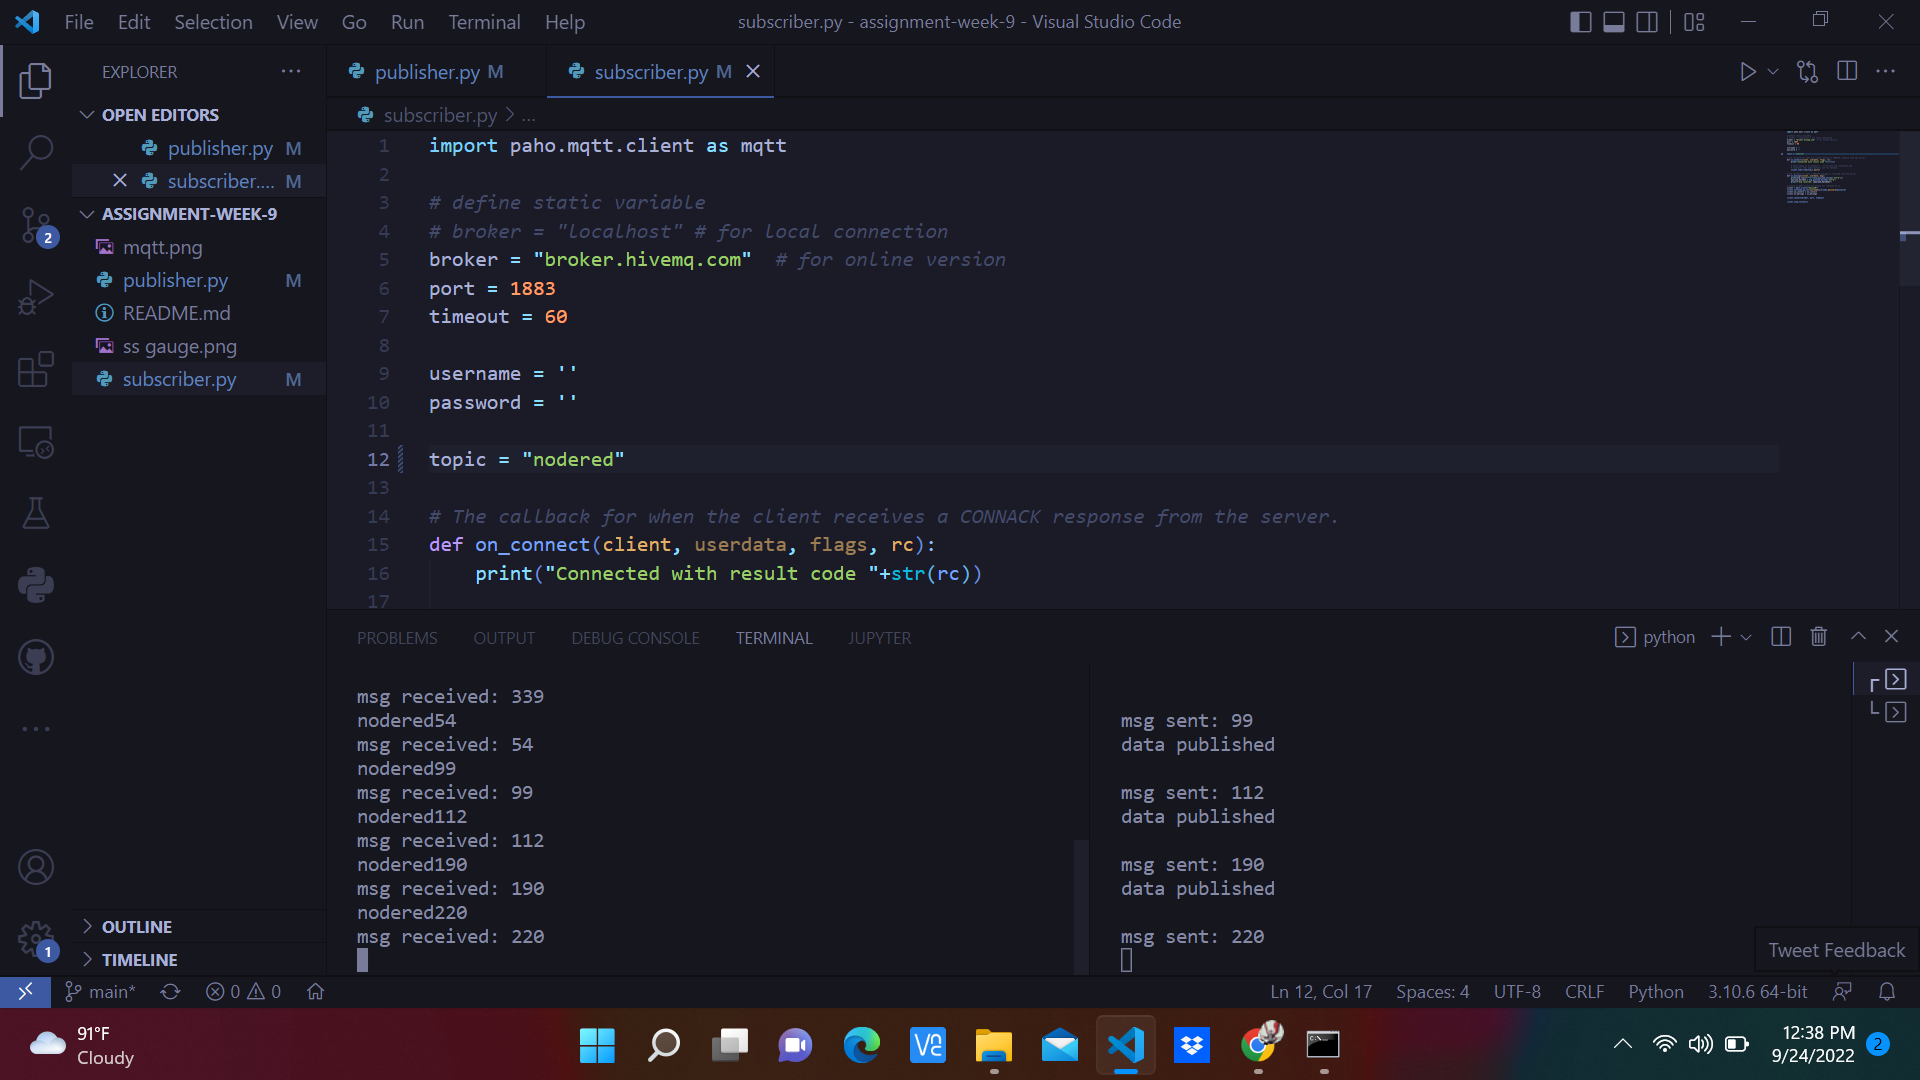 File Edit Selection View Go Run Terminal Help
subscriber.py - assignment-week-9 - Visual Studio Code
EXPLORER
OPEN EDITORS
publisher.py M
subscriber.... M
ASSIGNMENT-WEEK-9
mqtt.png
publisher.py M
README.md
ss gauge.png
subscriber.py M
OUTLINE
TIMELINE
2
1
publisher.py M
subscriber.py M
subscriber.py > ...
1 import paho.mqtt.client as mqtt
2
3 # define static variable
4 # broker = "localhost" # for local connection
5 broker = "broker.hivemq.com"  # for online version
6 port = 1883
7 timeout = 60
8
9 username = ''
10 password = ''
11
12 topic = "nodered"
13
14 # The callback for when the client receives a CONNACK response from the server.
15 def on_connect(client, userdata, flags, rc):
16     print("Connected with result code "+str(rc))
17
PROBLEMS OUTPUT DEBUG CONSOLE TERMINAL JUPYTER
python
msg received: 339
nodered54
msg received: 54
nodered99
msg received: 99
nodered112
msg received: 112
nodered190
msg received: 190
nodered220
msg received: 220
msg sent: 99
data published
msg sent: 112
data published
msg sent: 190
data published
msg sent: 220
Tweet Feedback
main* 0 0
Ln 12, Col 17 Spaces: 4 UTF-8 CRLF Python 3.10.6 64-bit
91°F
Cloudy
12:38 PM
9/24/2022
2